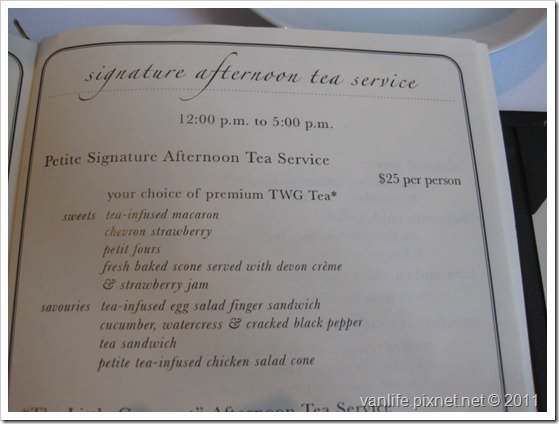 signature afternoon tea service
12:00 p.m. to 5:00 p.m.
Petite Signature Afternoon Tea Service
$25 per person
your choice of premium TWG Tea*
sweets tea-infused macaron
chevron strawberry
petit fours
fresh baked scone served with devon crème
& strawberry jam
savouries tea-infused egg salad finger sandwich
cucumber, watercress & cracked black pepper
tea sandwich
petite tea-infused chicken salad cone
Afternoon Tea Service
vanlife.pixnet.net © 2011